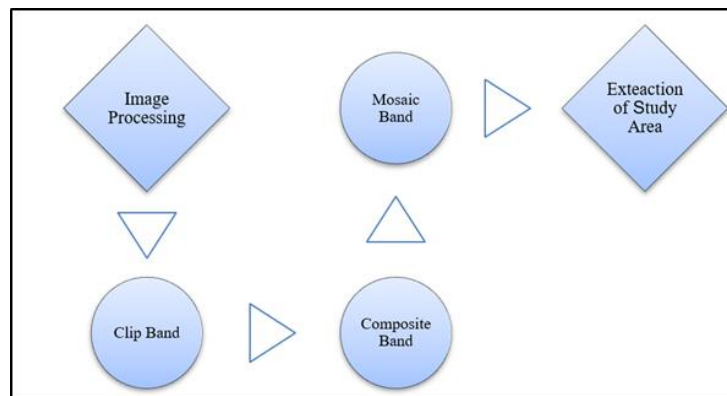 Image
Processing
Clip Band
Composite
Band
Mosaic
Band
Exteaction
of Study
Area